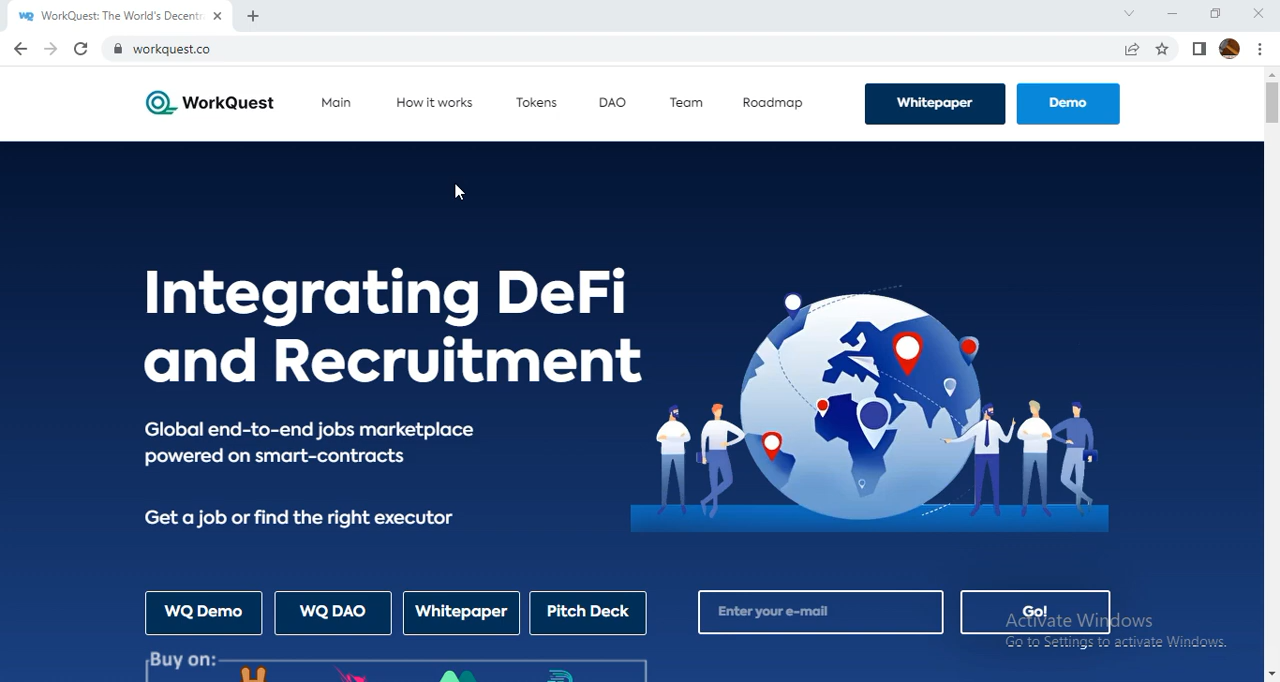 WorkQuest: The World's Decentr
workquest.co
WorkQuest
Main
How it works
Tokens
DAO
Team
Roadmap
Whitepaper
Demo
Integrating DeFi
and Recruitment
Global end-to-end jobs marketplace
powered on smart-contracts
Get a job or find the right executor
WQ Demo
WQ DAO
Whitepaper
Pitch Deck
Enter your e-mail
Go!
Activate Windows
Go to Settings to activate Windows.
Buy on: